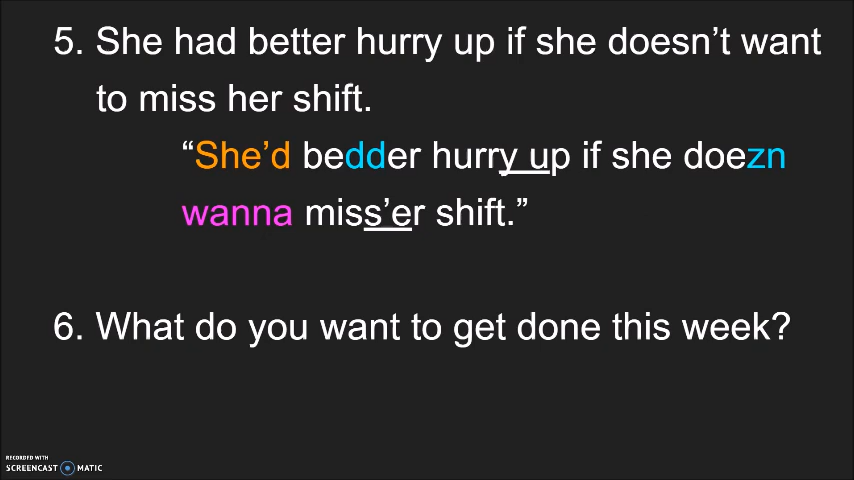 5. She had better hurry up if she doesn’t want
to miss her shift.
“She’d bedder hurry up if she doezn
wanna miss’er shift.”
6. What do you want to get done this week?
RECORDED WITH
SCREENCAST MATIC